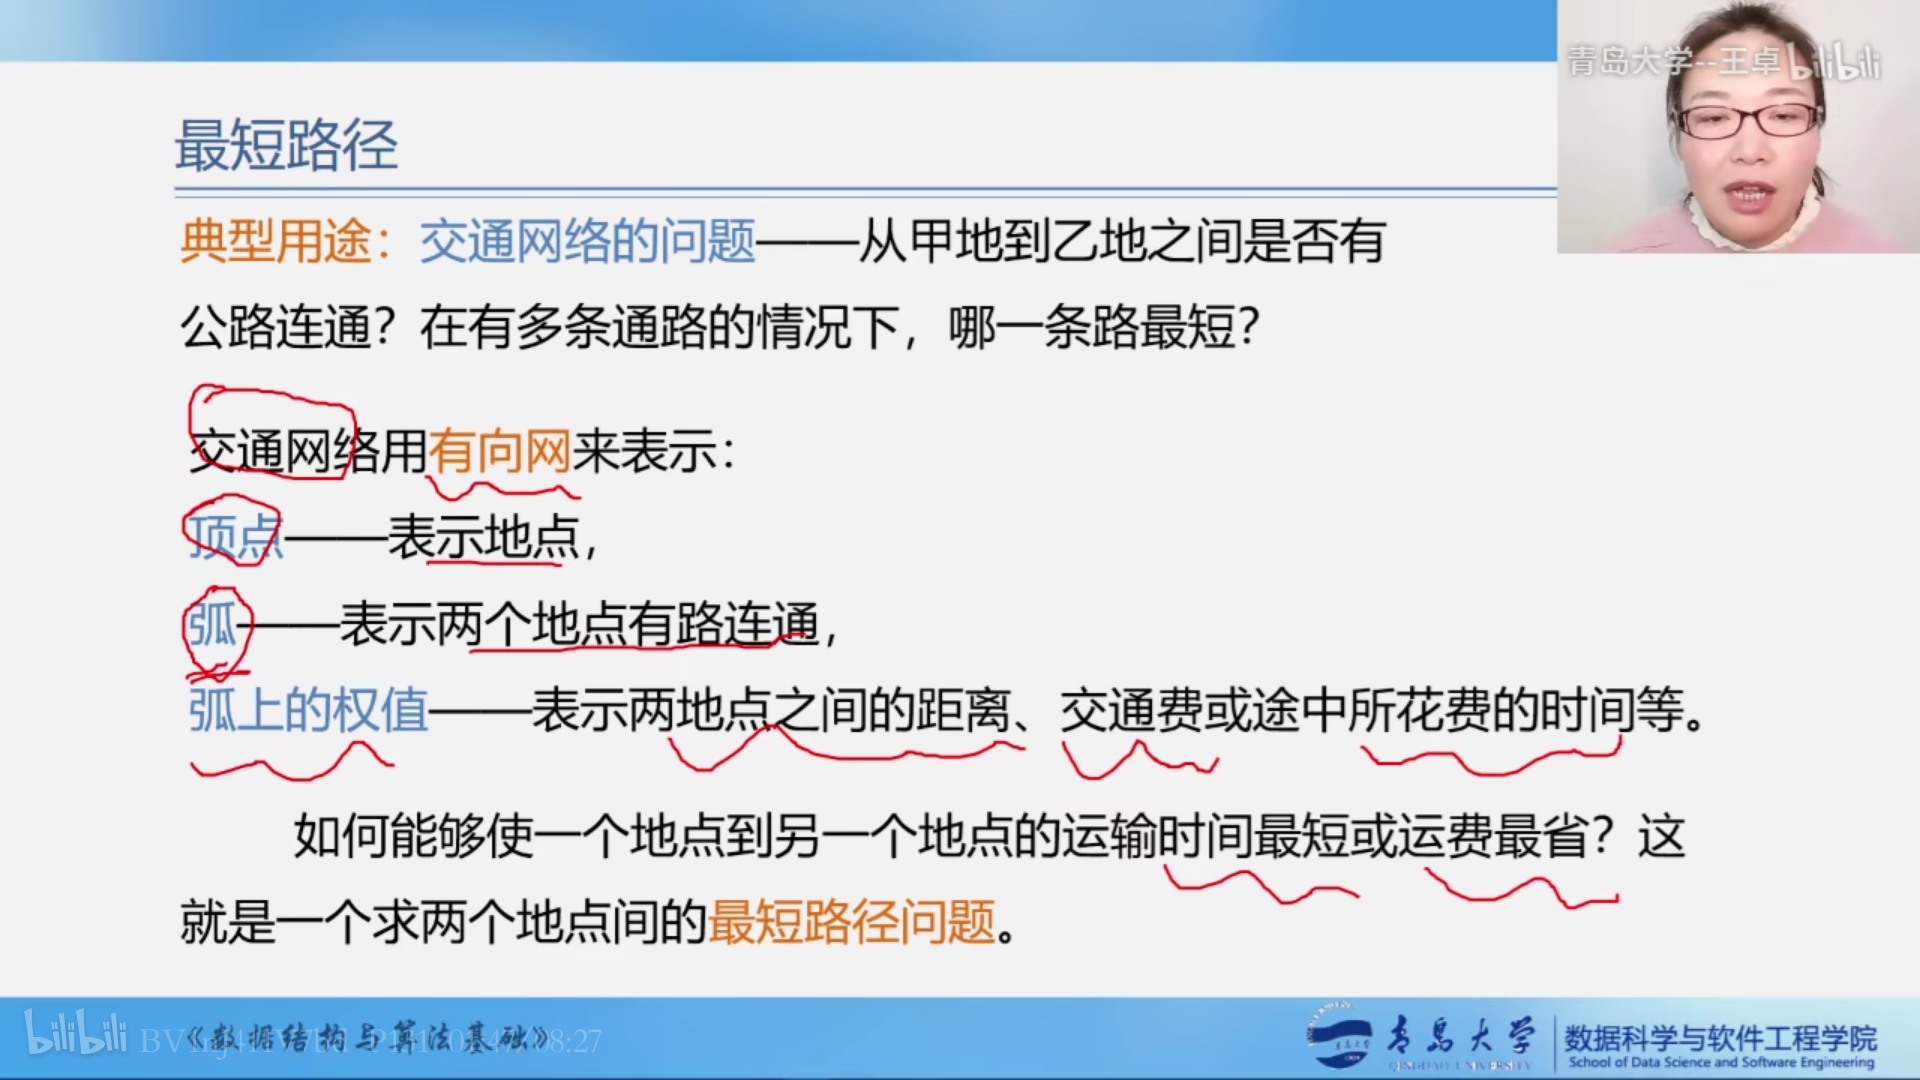 青岛大学--王卓 bilibili
最短路径
典型用途：交通网络的问题——从甲地到乙地之间是否有
公路连通？在有多条通路的情况下，哪一条路最短？
交通网络用有向网来表示：
顶点——表示地点，
弧——表示两个地点有路连通，
弧上的权值——表示两地点之间的距离、交通费或途中所花费的时间等。
如何能够使一个地点到另一个地点的运输时间最短或运费最省？这
就是一个求两个地点间的最短路径问题。
bilibili
《数据结构与算法基础》
青岛大学
QINGDAO UNIVERSITY
数据科学与软件工程学院
School of Data Science and Software Engineering